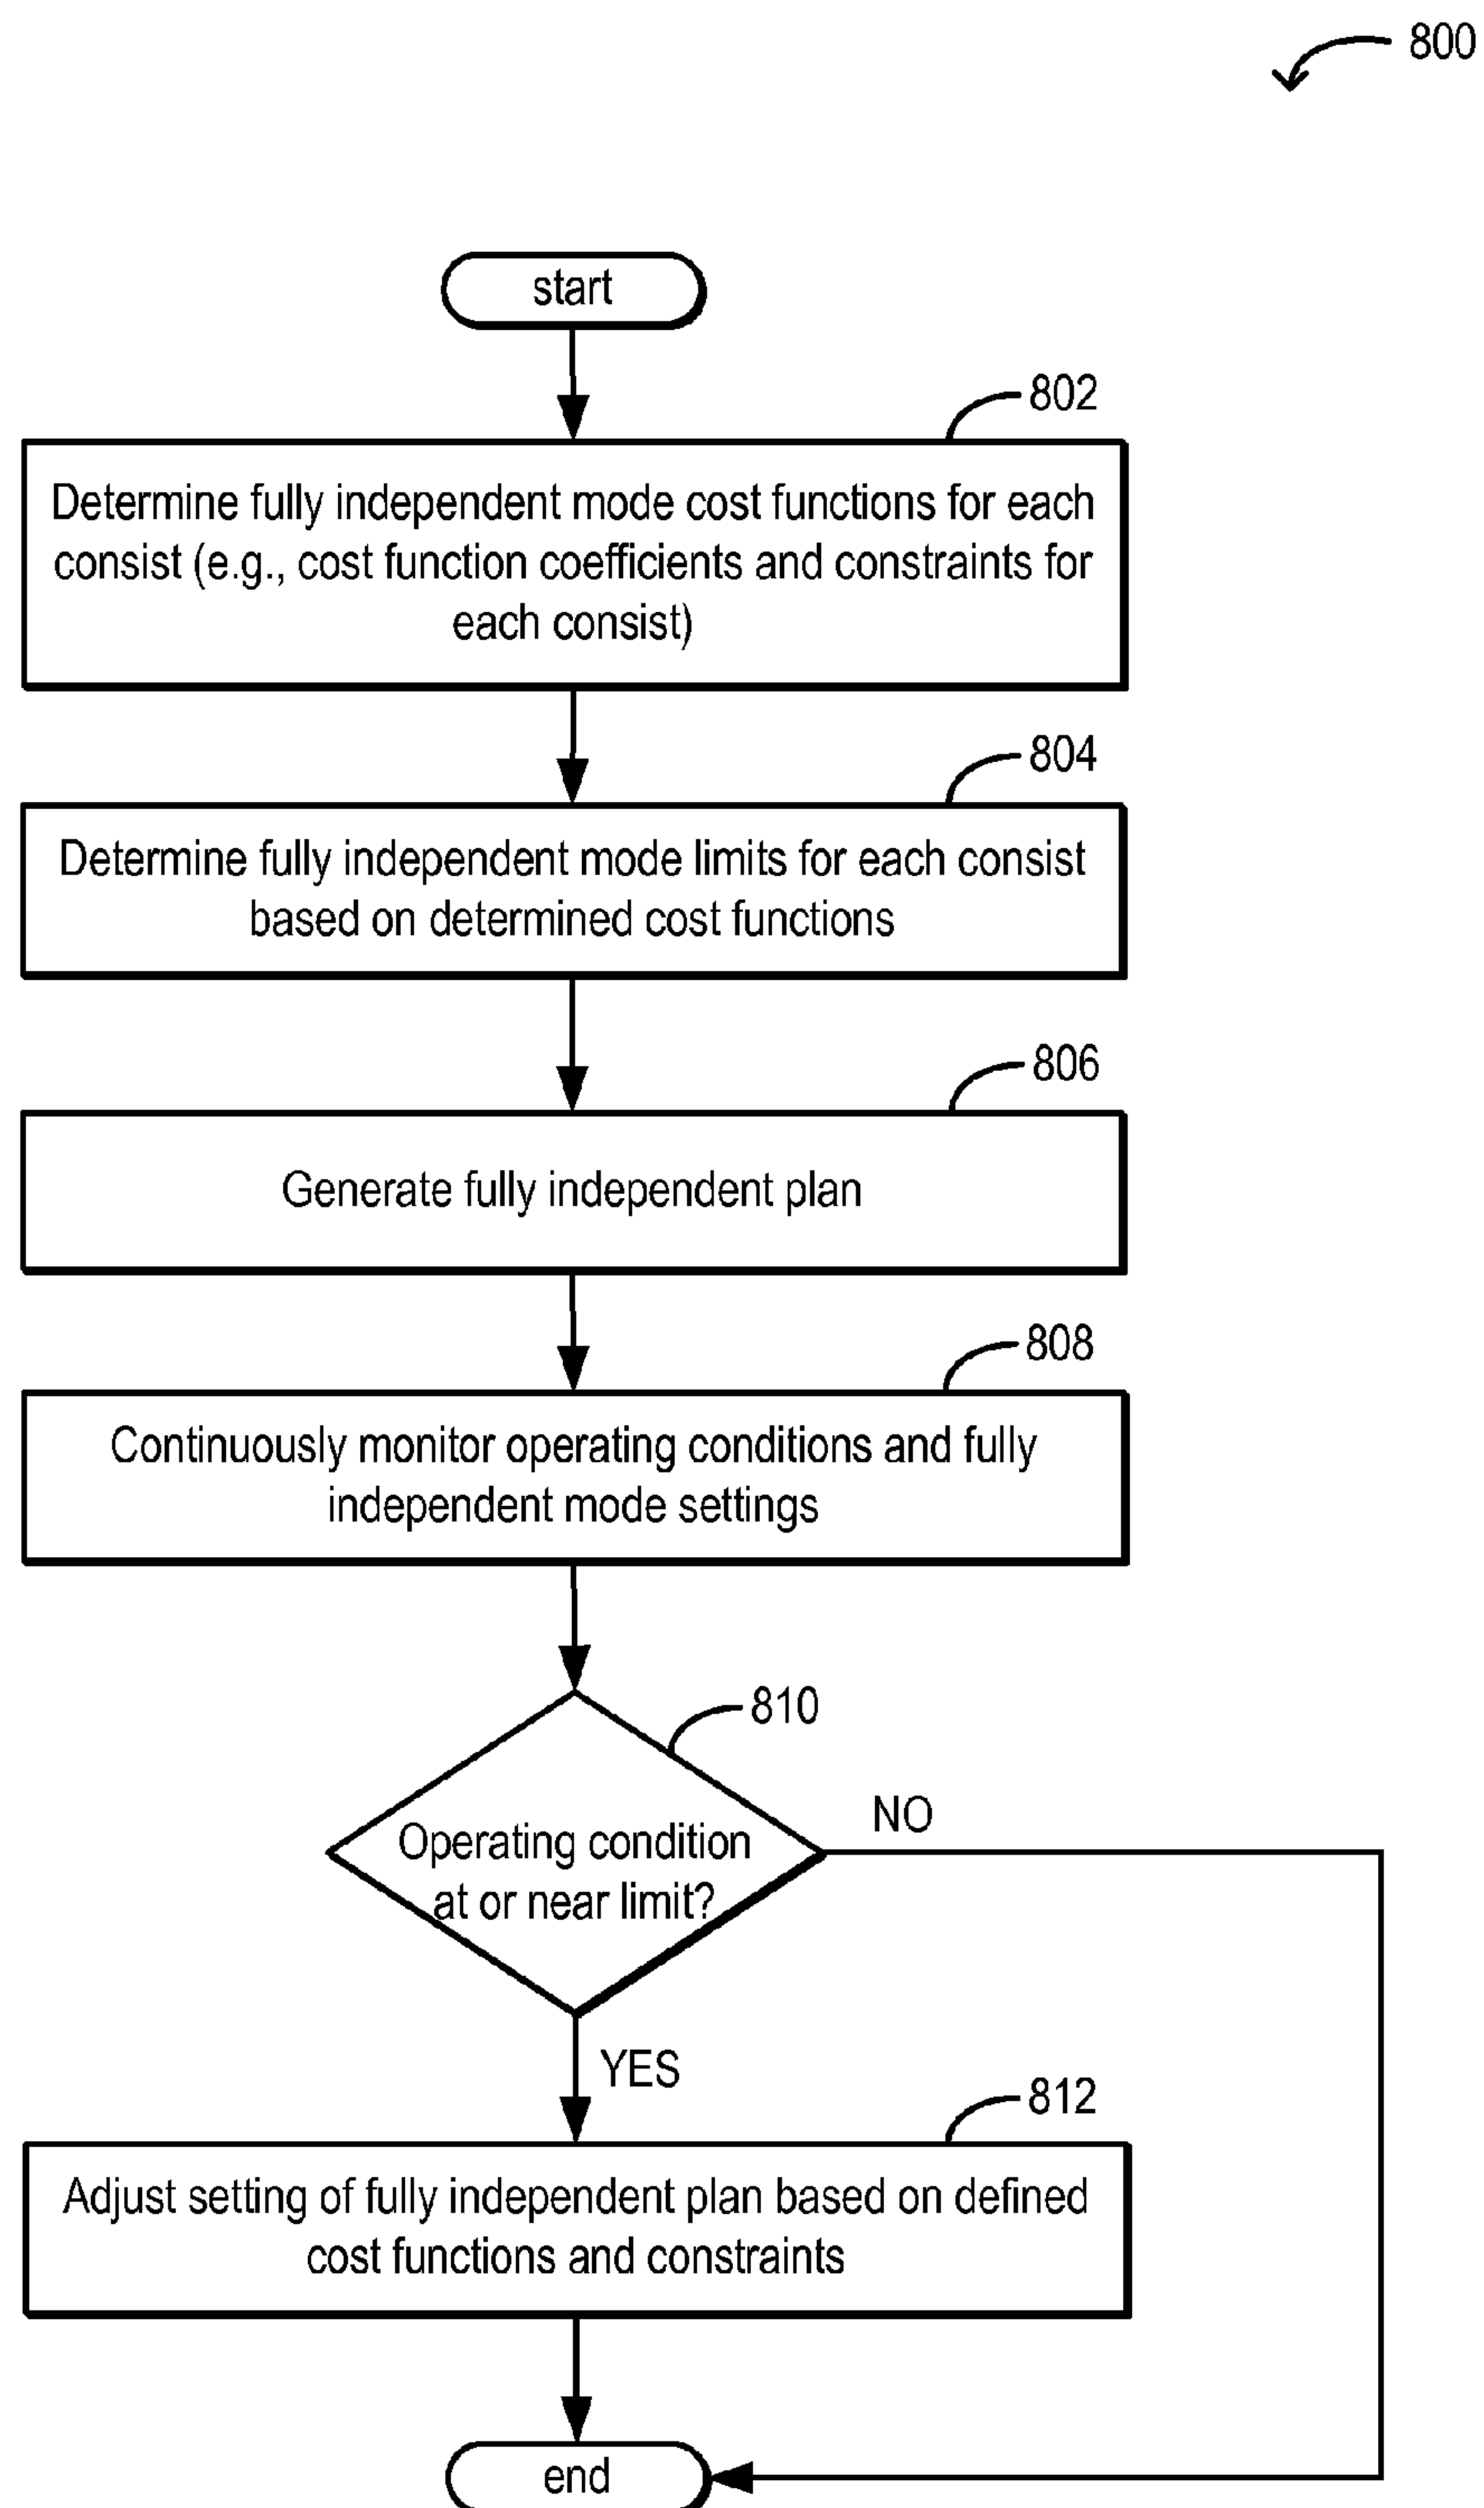 800
start
802
Determine fully independent mode cost functions for each
consist (e.g., cost function coefficients and constraints for
each consist)
804
Determine fully independent mode limits for each consist
based on determined cost functions
806
Generate fully independent plan
808
Continuously monitor operating conditions and fully
independent mode settings
810
NO
Operating condition
at or near limit?
YES
812
Adjust setting of fully independent plan based on defined
cost functions and constraints
end